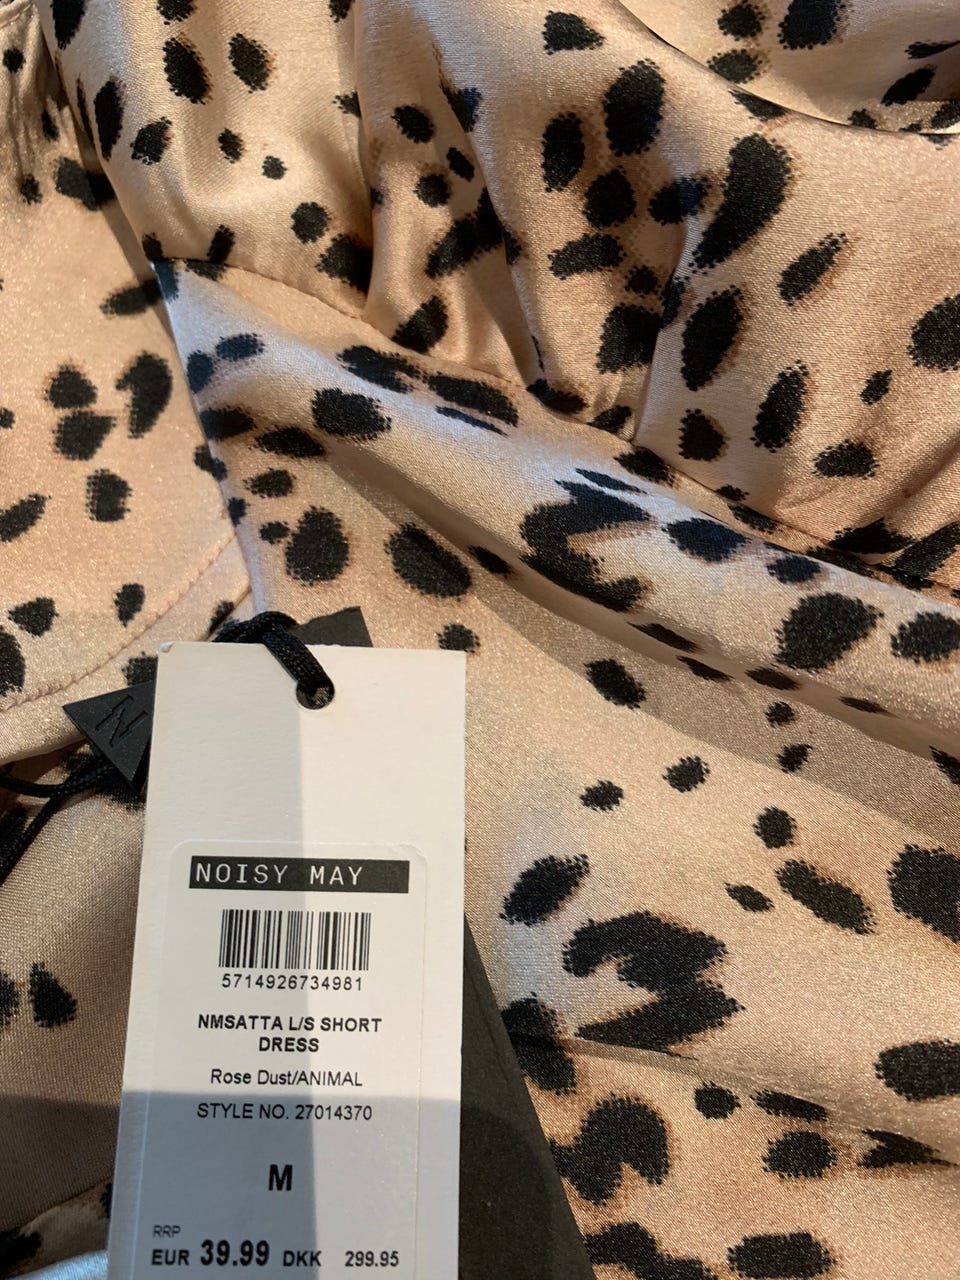 N
NOISY MAY
5714926734981
NMSATTA L/S SHORT
DRESS
Rose Dust/ANIMAL
STYLE NO. 27014370
M
RRP
EUR 39.99 DKK 299.95